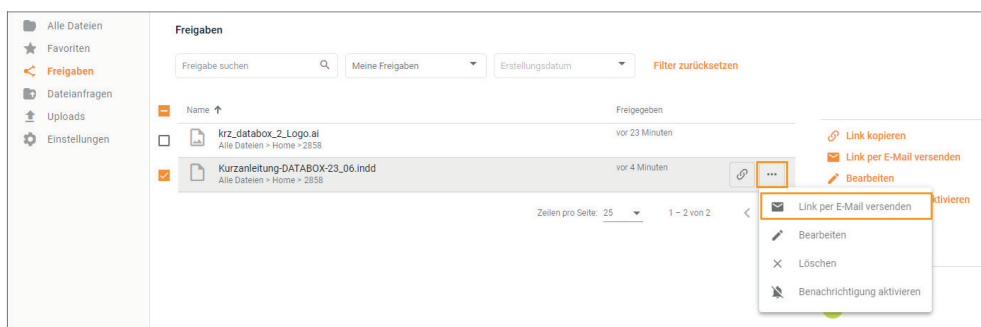 Alle Dateien
Favoriten
Freigaben
Dateianfragen
Uploads
Einstellungen
Freigaben
Freigabe suchen
Meine Freigaben
Erstellungsdatum
Filter zurücksetzen
Name
Freigegeben
krz_databox_2_Logo.ai
Alle Dateien > Home > 2858
vor 23 Minuten
Kurzanleitung-DATABOX-23_06.indd
Alle Dateien > Home > 2858
vor 4 Minuten
Zeilen pro Seite: 25
1 – 2 von 2
Link kopieren
Link per E-Mail versenden
Bearbeiten
ktivieren
Link per E-Mail versenden
Bearbeiten
Löschen
Benachrichtigung aktivieren